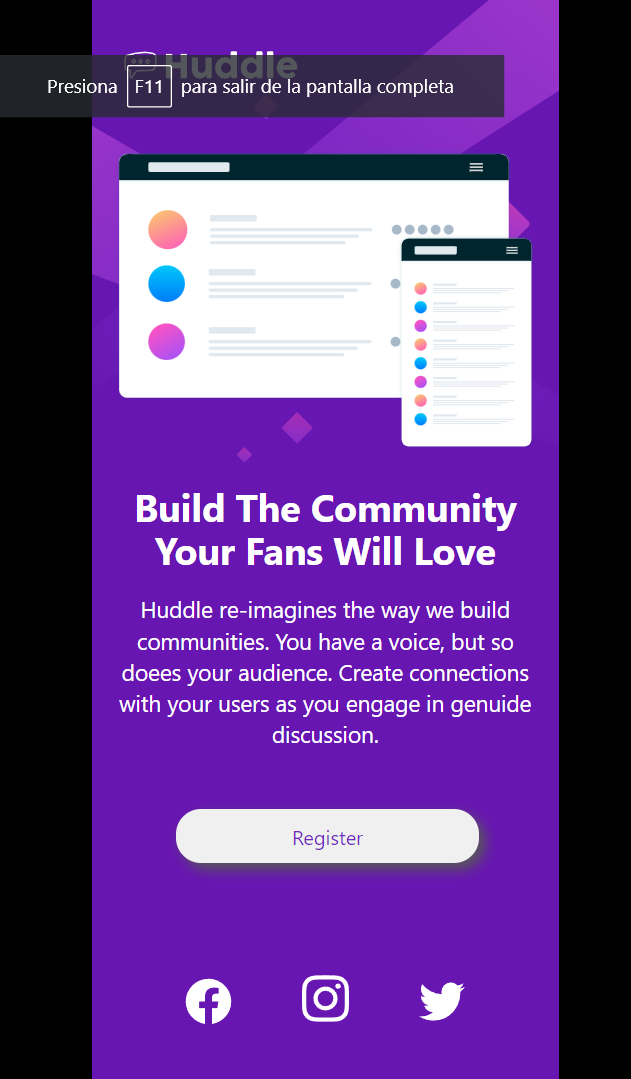 Huddle
Presiona F11 para salir de la pantalla completa
Build The Community
Your Fans Will Love
Huddle re-imagines the way we build
communities. You have a voice, but so
doees your audience. Create connections
with your users as you engage in genuide
discussion.
Register